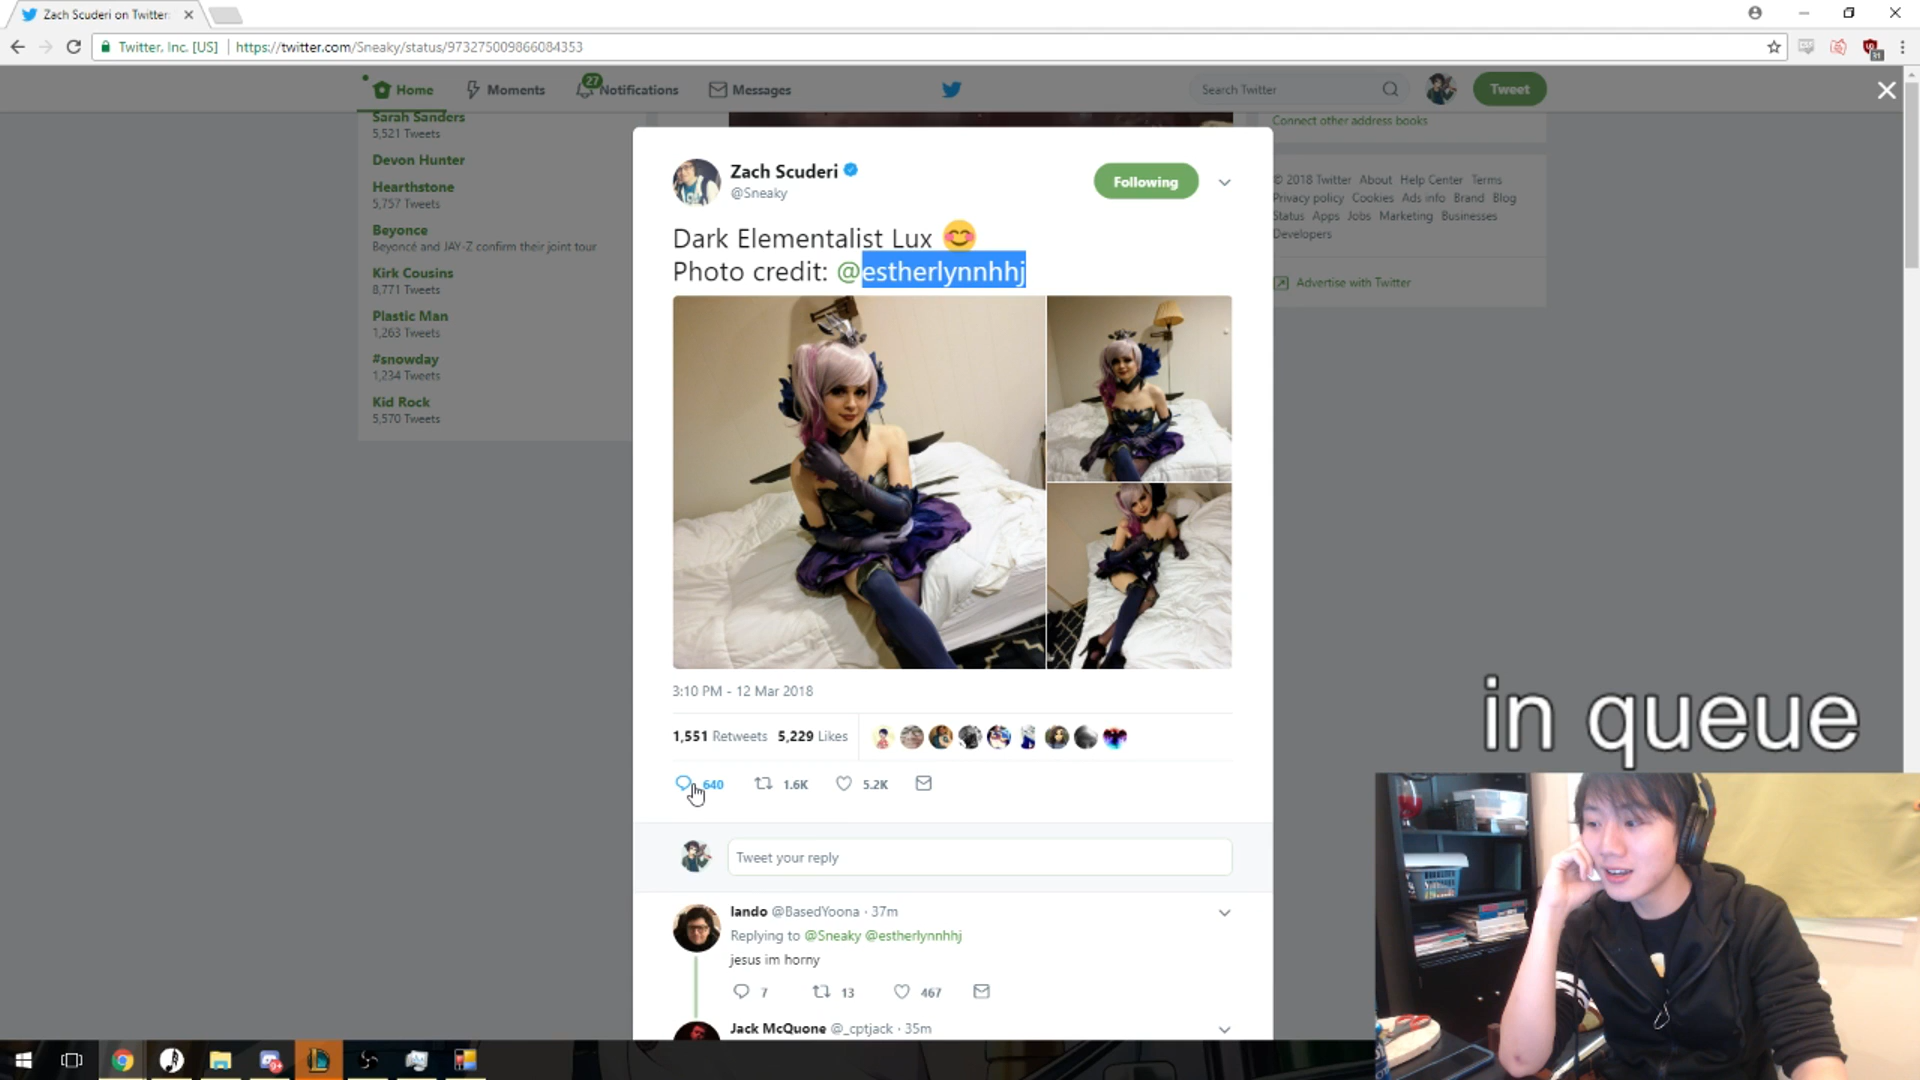 Zach Scuderi on Twitter:
Twitter, Inc. [US]
https://twitter.com/Sneaky/status/973275009866084353
31
Home
Moments
27
Notifications
Messages
Search Twitter
Tweet
Sarah Sanders
5,521 Tweets
Devon Hunter
Hearthstone
5,757 Tweets
Beyonce
Beyoncé and JAY-Z confirm their joint tour
Kirk Cousins
8,771 Tweets
Plastic Man
1,263 Tweets
#snowday
1,234 Tweets
Kid Rock
5,570 Tweets
Connect other address books
© 2018 Twitter About Help Center Terms
Privacy policy Cookies Ads info Brand Blog
Status Apps Jobs Marketing Businesses
Developers
Advertise with Twitter
Zach Scuderi
@Sneaky
Following
Dark Elementalist Lux 😊
Photo credit: @estherlynnhhj
3:10 PM - 12 Mar 2018
1,551 Retweets 5,229 Likes
640 1.6K 5.2K
Tweet your reply
lando @BasedYoona · 37m
Replying to @Sneaky @estherlynnhhj
jesus im horny
7 13 467
Jack McQuone @_cptjack · 35m
in queue